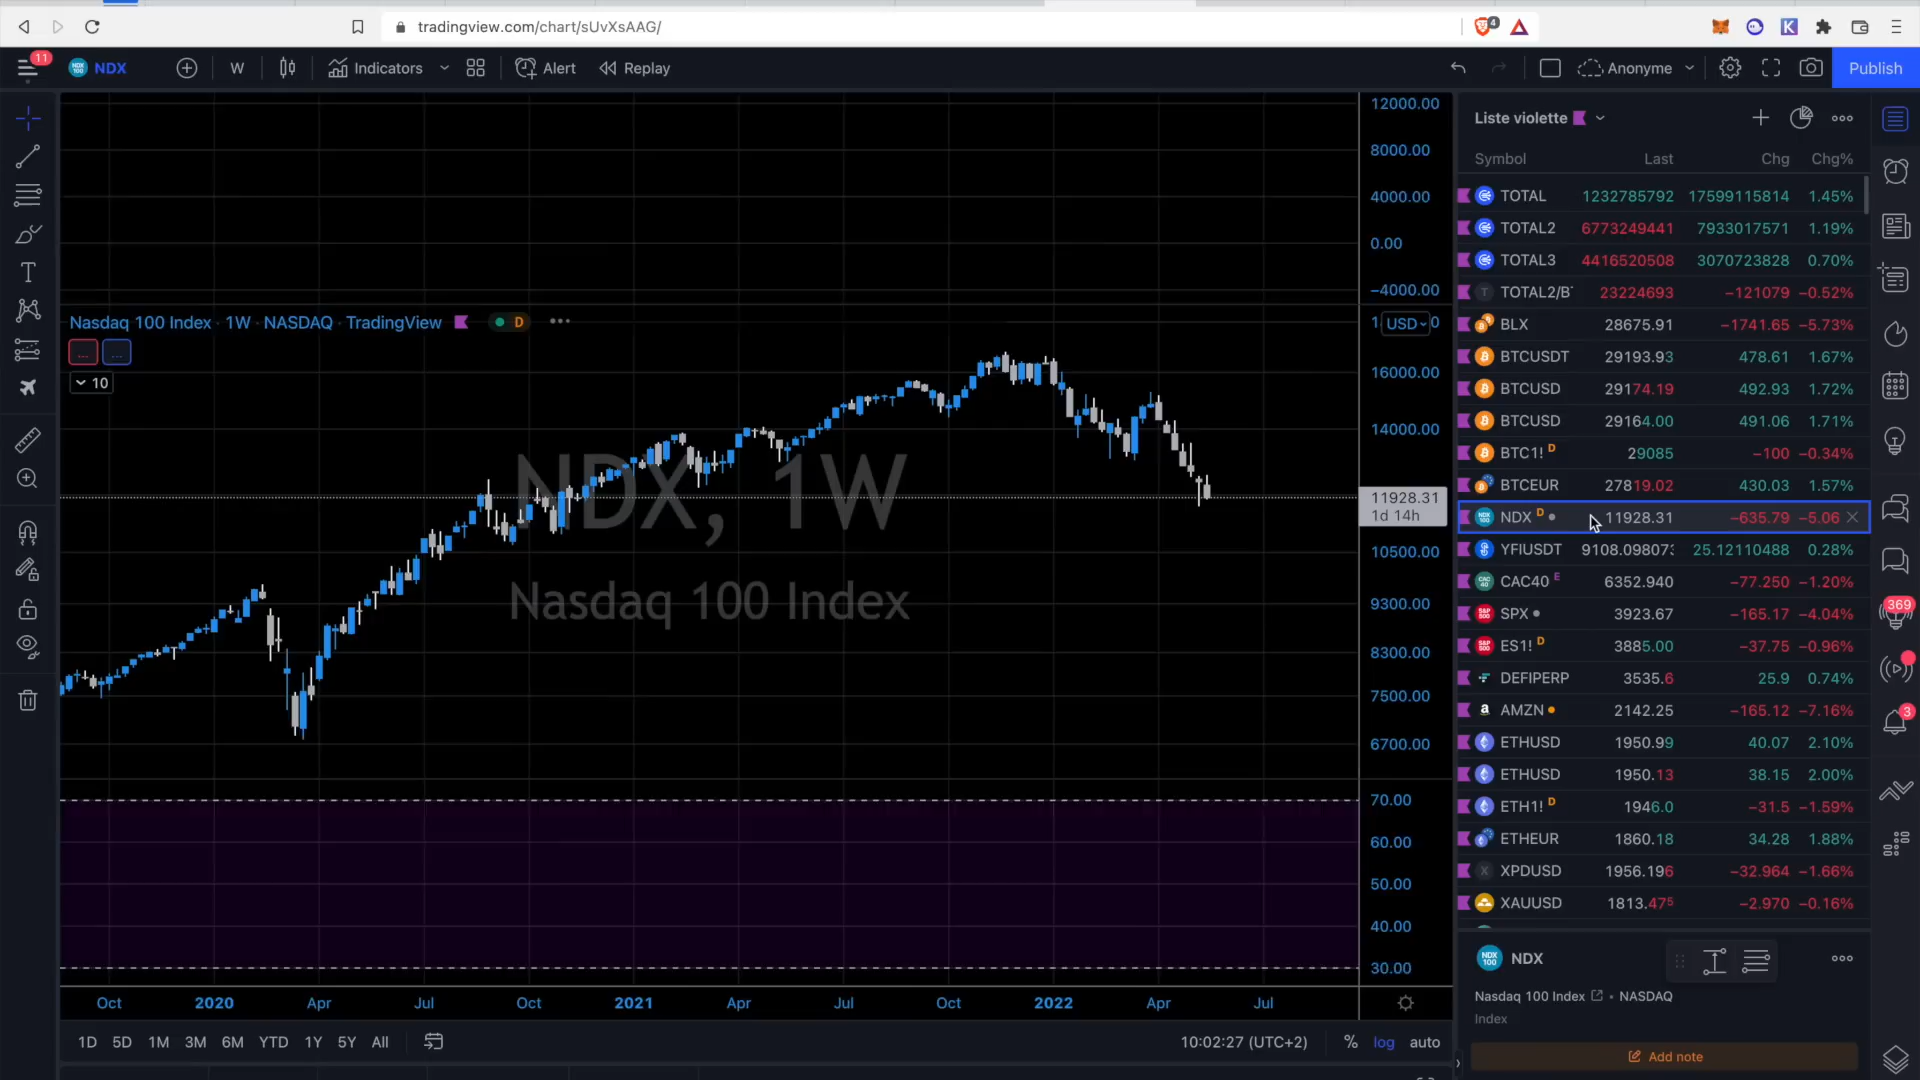 tradingview.com/chart/sUvXsAAG/
4
11
NDX
W
Indicators
Alert
Replay
Anonyme
Publish
12000.00
8000.00
4000.00
0.00
−4000.00
Nasdaq 100 Index · 1W · NASDAQ · TradingView
D
USD
...
...
10
16000.00
14000.00
11928.31
1d 14h
10500.00
9300.00
8300.00
7500.00
6700.00
NDX, 1W
Nasdaq 100 Index
70.00
60.00
50.00
40.00
30.00
Oct 2020 Apr Jul Oct 2021 Apr Jul Oct 2022 Apr Jul
1D 5D 1M 3M 6M YTD 1Y 5Y All
10:02:27 (UTC+2)
% log auto
Liste violette
Symbol Last Chg Chg%
TOTAL 1232785792 17599115814 1.45%
TOTAL2 6773249441 7933017571 1.19%
TOTAL3 4416520508 3070723828 0.70%
TOTAL2/B 23224693 −121079 −0.52%
BLX 28675.91 −1741.65 −5.73%
BTCUSDT 29193.93 478.61 1.67%
BTCUSD 29174.19 492.93 1.72%
BTCUSD 29164.00 491.06 1.71%
BTC1! D 29085 −100 −0.34%
BTCEUR 27819.02 430.03 1.57%
NDX D 11928.31 −635.79 −5.06
YFIUSDT 9108.098073 25.12110488 0.28%
CAC40 E 6352.940 −77.250 −1.20%
SPX 3923.67 −165.17 −4.04%
ES1! D 3885.00 −37.75 −0.96%
DEFIPERP 3535.6 25.9 0.74%
AMZN 2142.25 −165.12 −7.16%
ETHUSD 1950.99 40.07 2.10%
ETHUSD 1950.13 38.15 2.00%
ETH1! D 1946.0 −31.5 −1.59%
ETHEUR 1860.18 34.28 1.88%
XPDUSD 1956.196 −32.964 −1.66%
XAUUSD 1813.475 −2.970 −0.16%
NDX
Nasdaq 100 Index · NASDAQ
Index
Add note
369
3